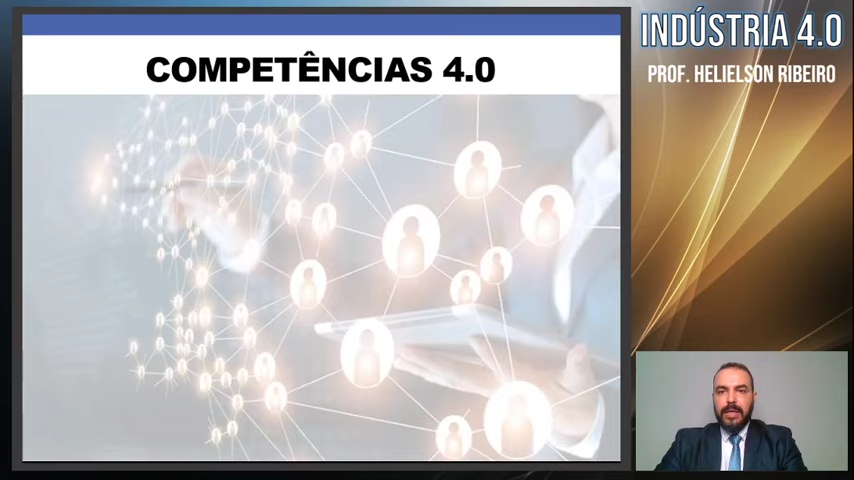 COMPETÊNCIAS 4.0
INDÚSTRIA 4.0
PROF. HELIELSON RIBEIRO